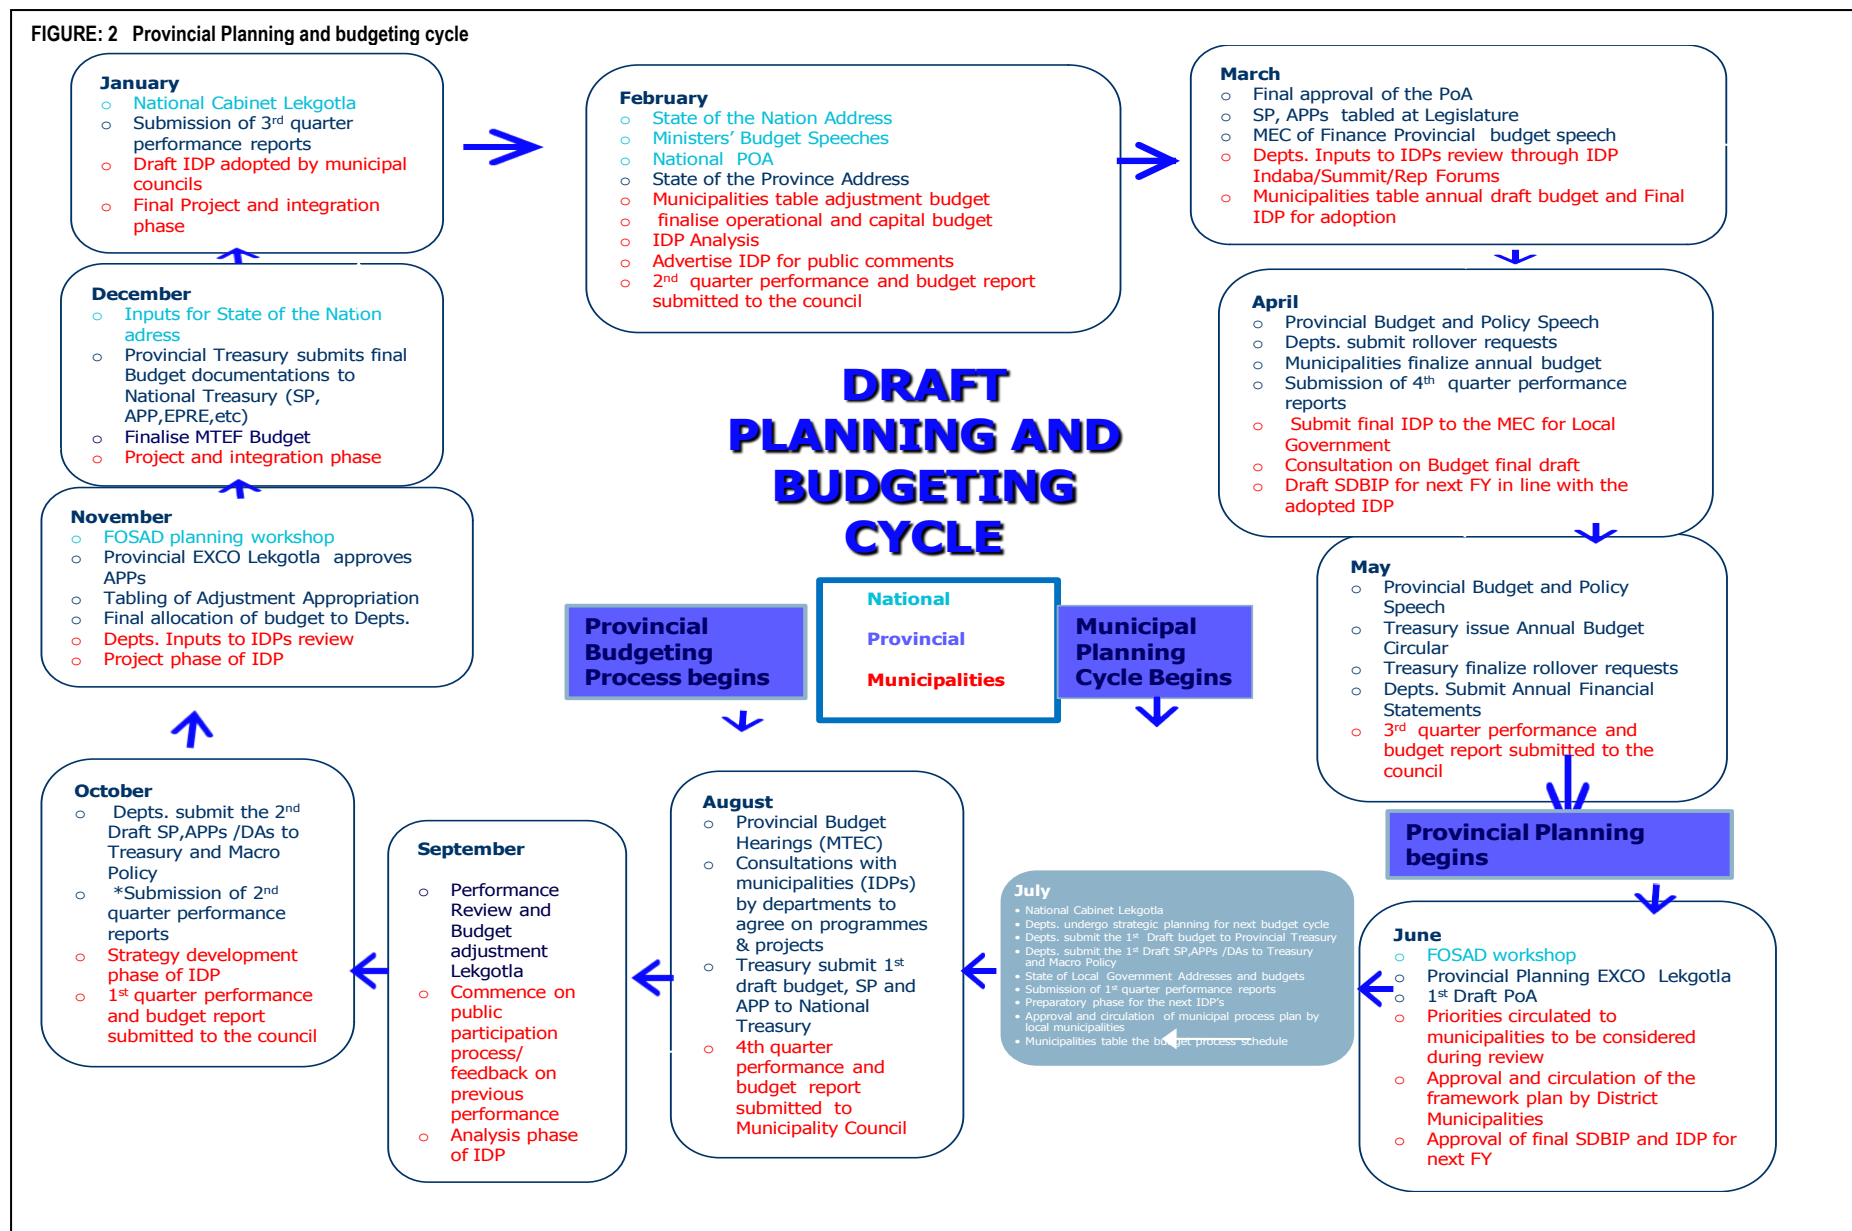 FIGURE: 2 Provincial Planning and budgeting cycle
January
o National Cabinet Lekgotla
o Submission of 3rd quarter
performance reports
o Draft IDP adopted by municipal
councils
o Final Project and integration
phase
February
o State of the Nation Address
o Ministers' Budget Speeches
o National POA
o State of the Province Address
o Municipalities table adjustment budget
o finalise operational and capital budget
o IDP Analysis
o Advertise IDP for public comments
o 2nd quarter performance and budget report
submitted to the council
March
o Final approval of the PoA
o SP, APPs tabled at Legislature
o MEC of Finance Provincial budget speech
o Depts. Inputs to IDPs review through IDP
Indaba/Summit/Rep Forums
o Municipalities table annual draft budget and Final
IDP for adoption
April
o Provincial Budget and Policy Speech
o Depts. submit rollover requests
o Municipalities finalize annual budget
o Submission of 4th quarter performance
reports
o Submit final IDP to the MEC for Local
Government
o Consultation on Budget final draft
o Draft SDBIP for next FY in line with the
adopted IDP
May
o Provincial Budget and Policy
Speech
o Treasury issue Annual Budget
Circular
o Treasury finalize rollover requests
o Depts. Submit Annual Financial
Statements
o 3rd quarter performance and
budget report submitted to the
council
Provincial Planning
begins
June
o FOSAD workshop
o Provincial Planning EXCO Lekgotla
o 1st Draft PoA
o Priorities circulated to
municipalities to be considered
during review
o Approval and circulation of the
framework plan by District
Municipalities
o Approval of final SDBIP and IDP for
next FY
July
• National Cabinet Lekgotla
• Depts. undergo strategic planning for next budget cycle
• Depts. submit the 1st Draft budget to Provincial Treasury
• Depts. submit the 1st Draft SP,APPs /DAs to Treasury
and Macro Policy
• State of Local Government Addresses and budgets
• Submission of 1st quarter performance reports
• Preparatory phase for the next IDP's
• Approval and circulation of municipal process plan by
local municipalities
• Municipalities table the budget process schedule
August
o Provincial Budget
Hearings (MTEC)
o Consultations with
municipalities (IDPs)
by departments to
agree on programmes
& projects
o Treasury submit 1st
draft budget, SP and
APP to National
Treasury
o 4th quarter
performance and
budget report
submitted to
Municipality Council
September
o Performance
Review and
Budget
adjustment
Lekgotla
o Commence on
public
participation
process/
feedback on
previous
performance
o Analysis phase
of IDP
October
o Depts. submit the 2nd
Draft SP,APPs /DAs to
Treasury and Macro
Policy
o *Submission of 2nd
quarter performance
reports
o Strategy development
phase of IDP
o 1st quarter performance
and budget report
submitted to the council
November
o FOSAD planning workshop
o Provincial EXCO Lekgotla approves
APPs
o Tabling of Adjustment Appropriation
o Final allocation of budget to Depts.
o Depts. Inputs to IDPs review
o Project phase of IDP
December
o Inputs for State of the Nation
adress
o Provincial Treasury submits final
Budget documentations to
National Treasury (SP,
APP,EPRE,etc)
o Finalise MTEF Budget
o Project and integration phase
DRAFT
PLANNING AND
BUDGETING
CYCLE
Provincial
Budgeting
Process begins
National
Provincial
Municipalities
Municipal
Planning
Cycle Begins